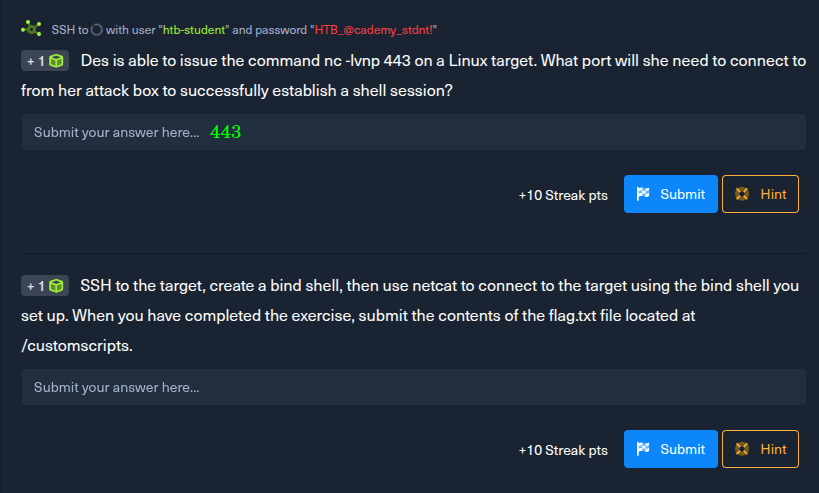 SSH to with user "htb-student" and password "HTB_@cademy_stdnt!"
+ 1 Des is able to issue the command nc -lvnp 443 on a Linux target. What port will she need to connect to
from her attack box to successfully establish a shell session?
Submit your answer here... 443
+10 Streak pts Submit Hint
+ 1 SSH to the target, create a bind shell, then use netcat to connect to the target using the bind shell you
set up. When you have completed the exercise, submit the contents of the flag.txt file located at
/customscripts.
Submit your answer here...
+10 Streak pts Submit Hint